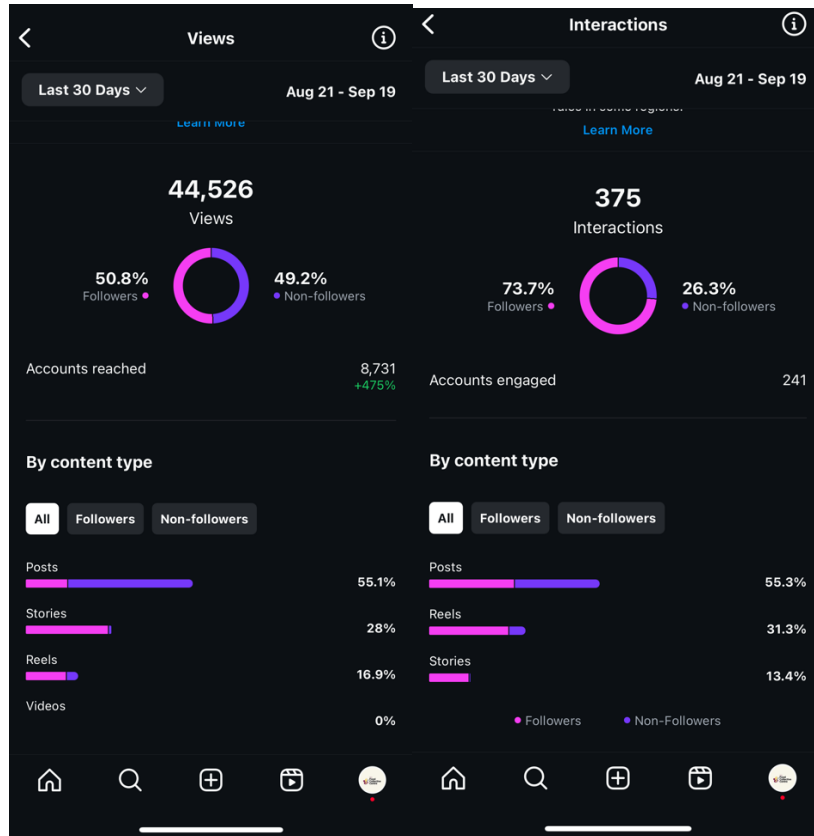 Views
Last 30 Days
Aug 21 - Sep 19
Learn More
44,526
Views
50.8%
Followers
49.2%
Non-followers
Accounts reached
8,731
+475%
By content type
All
Followers
Non-followers
Posts
55.1%
Stories
28%
Reels
16.9%
Videos
0%
Interactions
Last 30 Days
Aug 21 - Sep 19
rules in some regions.
Learn More
375
Interactions
73.7%
Followers
26.3%
Non-followers
Accounts engaged
241
By content type
All
Followers
Non-followers
Posts
55.3%
Reels
31.3%
Stories
13.4%
Followers
Non-Followers